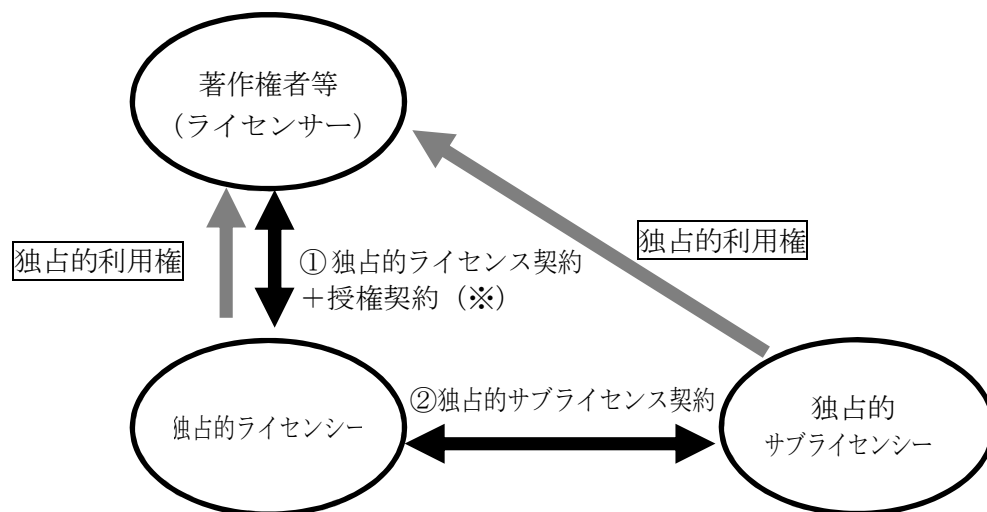 著作権者等
（ライセンサー）
独占的利用権
独占的利用権
①独占的ライセンス契約
＋授権契約（※）
②独占的サブライセンス契約
独占的ライセンシー
独占的
サブライセンシー